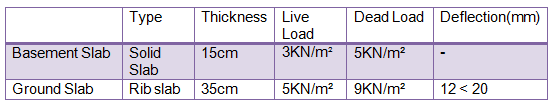 Type Thickness Live Load Dead Load Deflection(mm)
Basement Slab Solid Slab 15cm 3KN/m² 5KN/m² -
Ground Slab Rib slab 35cm 5KN/m² 9KN/m² 12 < 20